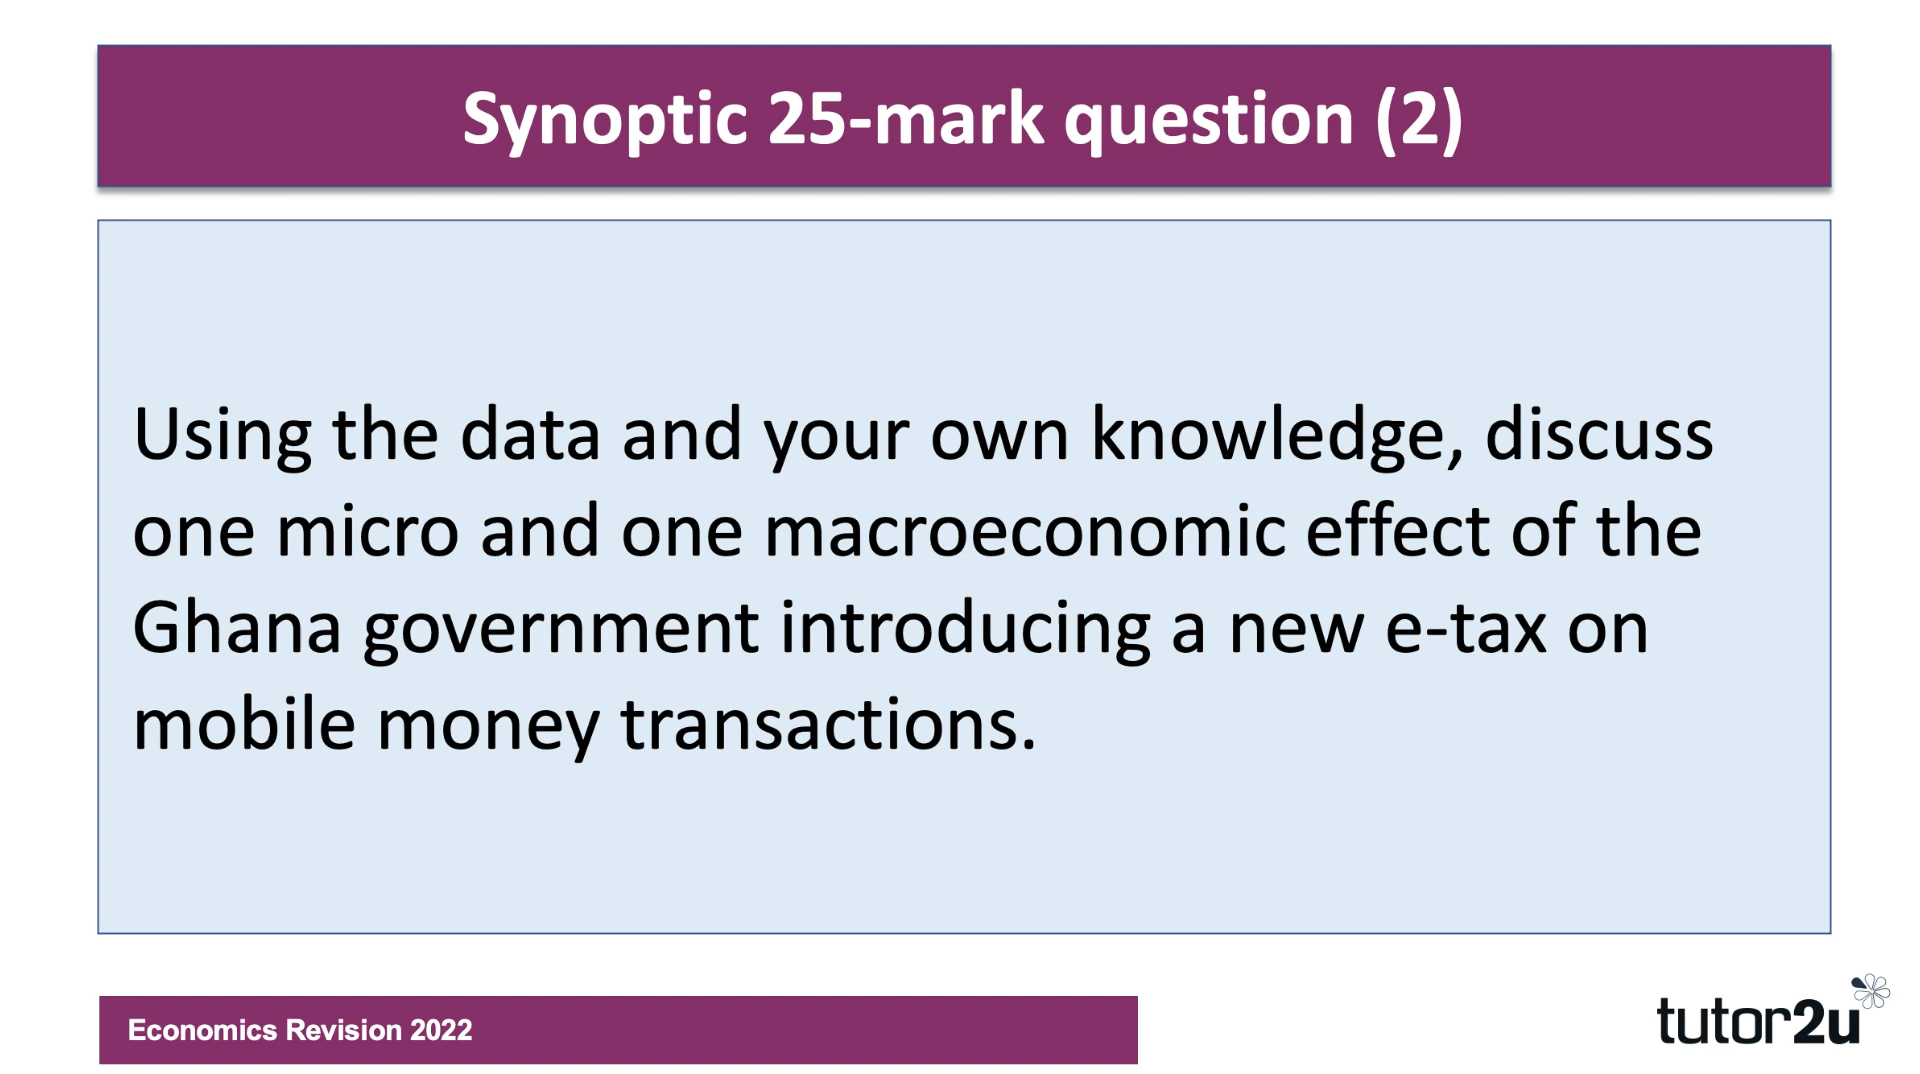 Synoptic 25-mark question (2)
Using the data and your own knowledge, discuss
one micro and one macroeconomic effect of the
Ghana government introducing a new e-tax on
mobile money transactions.
Economics Revision 2022
tutor2u